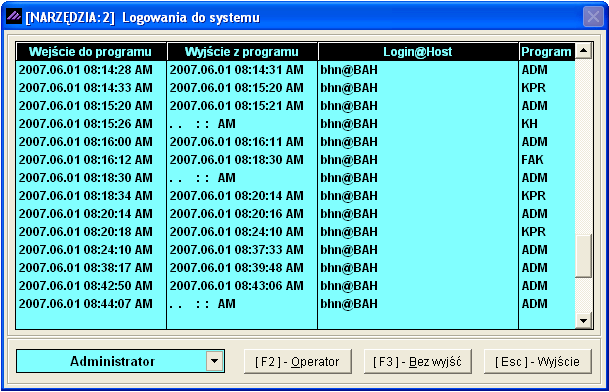 [NARZĘDZIA: 2] Logowania do systemu
Wejście do programu Wyjście z programu Login@Host Program
2007.06.01 08:14:28 AM 2007.06.01 08:14:31 AM bhn@BAH ADM
2007.06.01 08:14:33 AM 2007.06.01 08:15:20 AM bhn@BAH KPR
2007.06.01 08:15:20 AM 2007.06.01 08:15:21 AM bhn@BAH ADM
2007.06.01 08:15:26 AM . . : : AM bhn@BAH KH
2007.06.01 08:16:00 AM 2007.06.01 08:16:11 AM bhn@BAH ADM
2007.06.01 08:16:12 AM 2007.06.01 08:18:30 AM bhn@BAH FAK
2007.06.01 08:18:30 AM . . : : AM bhn@BAH ADM
2007.06.01 08:18:34 AM 2007.06.01 08:20:14 AM bhn@BAH KPR
2007.06.01 08:20:14 AM 2007.06.01 08:20:16 AM bhn@BAH ADM
2007.06.01 08:20:18 AM 2007.06.01 08:24:10 AM bhn@BAH KPR
2007.06.01 08:24:10 AM 2007.06.01 08:37:33 AM bhn@BAH ADM
2007.06.01 08:38:17 AM 2007.06.01 08:39:48 AM bhn@BAH ADM
2007.06.01 08:42:50 AM 2007.06.01 08:43:06 AM bhn@BAH ADM
2007.06.01 08:44:07 AM . . : : AM bhn@BAH ADM
Administrator [ F2 ] - Operator [ F3 ] - Bez wyjść [ Esc ] - Wyjście